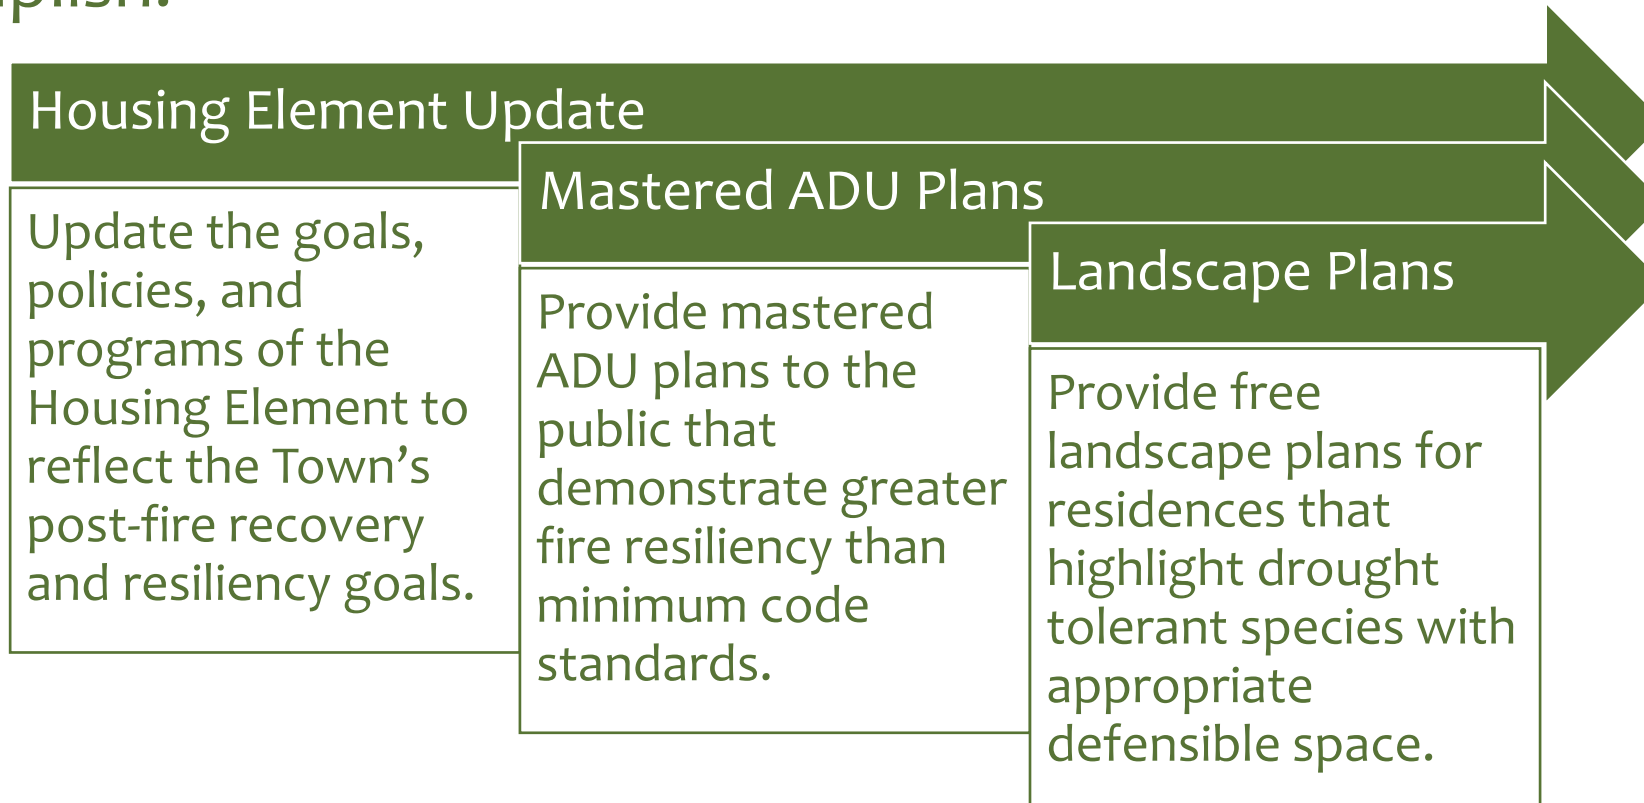 Housing Element Update
Update the goals,
policies, and
programs of the
Housing Element to
reflect the Town’s
post-fire recovery
and resiliency goals.
Mastered ADU Plans
Provide mastered
ADU plans to the
public that
demonstrate greater
fire resiliency than
minimum code
standards.
Landscape Plans
Provide free
landscape plans for
residences that
highlight drought
tolerant species with
appropriate
defensible space.